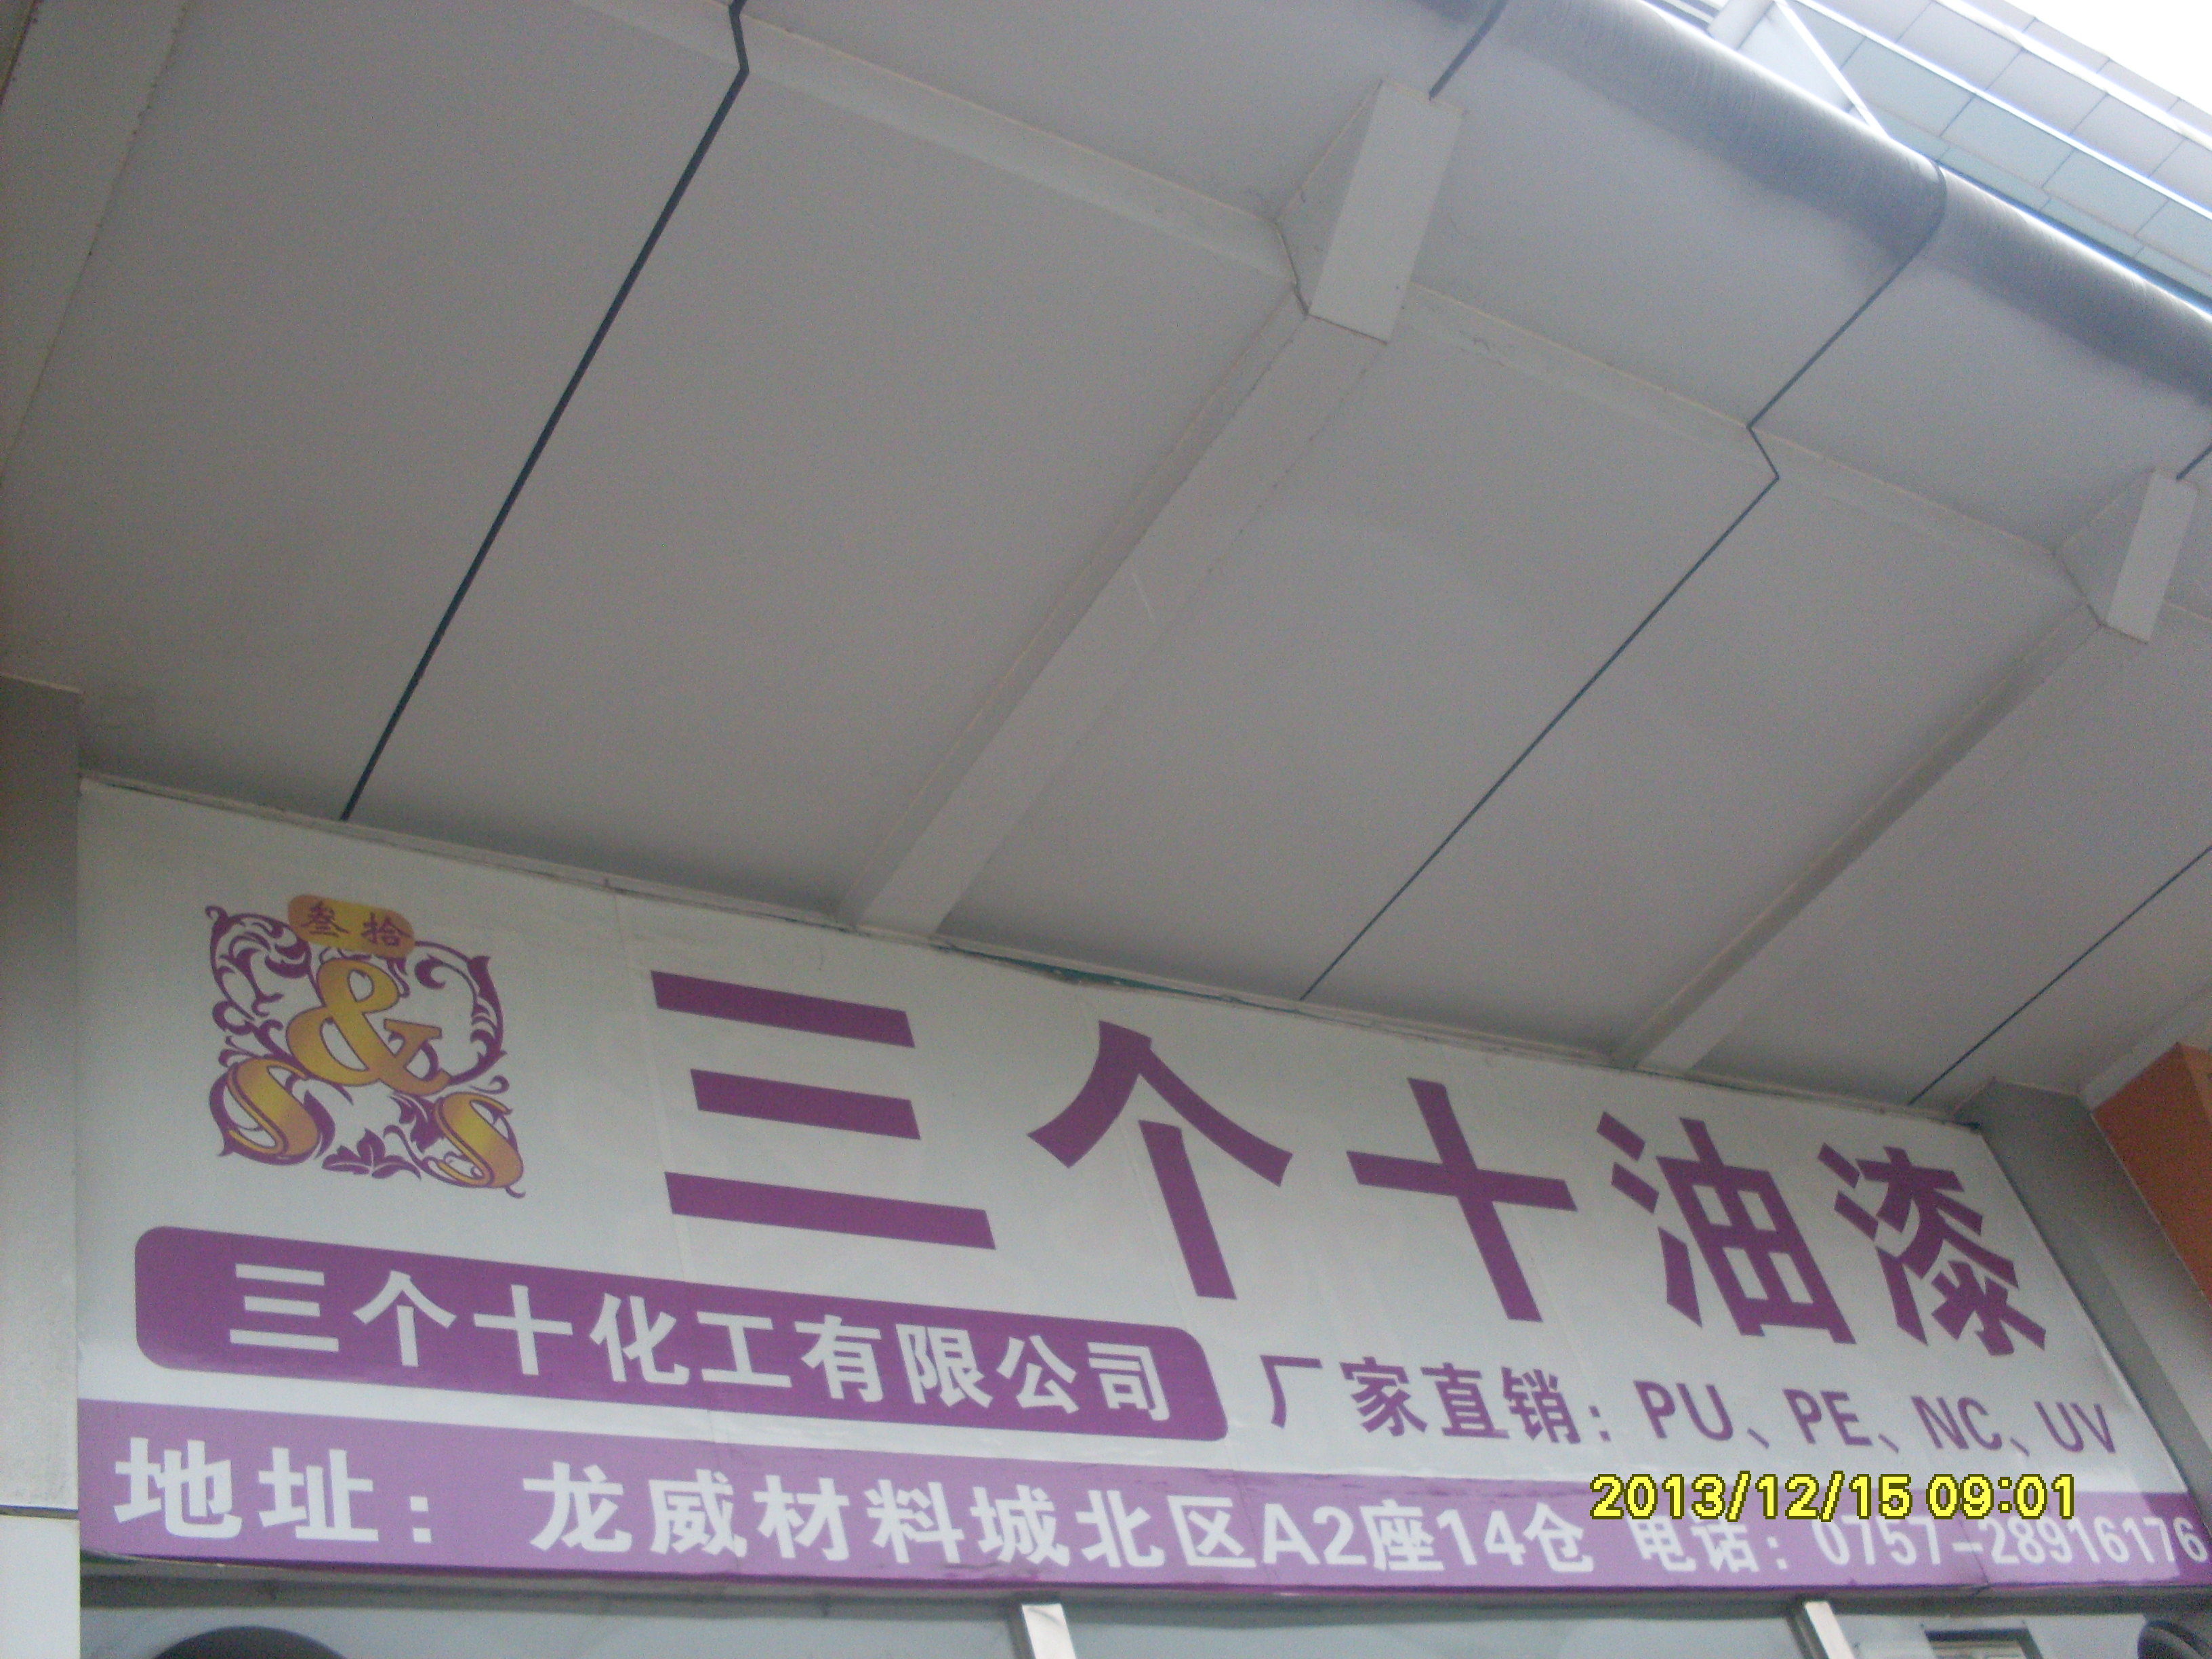 叁拾
&
S S
三个十油漆
三个十化工有限公司
厂家直销：PU、PE、NC、UV
地址：龙威材料城北区A2座14仓 电话：0757-28916176
2013/12/15 09:01